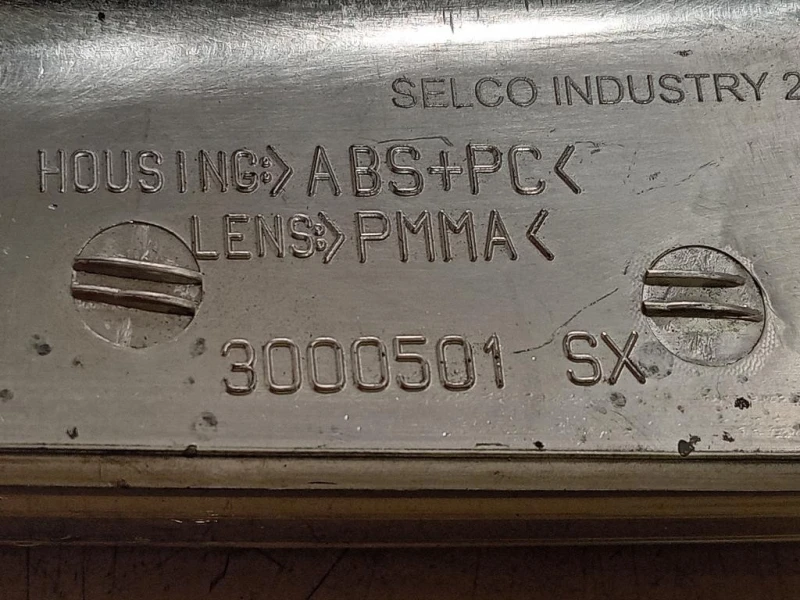 SELCO INDUSTRY 2
HOUSING:>ABS+PC<
LENS:>PMMA<
3000501 SX